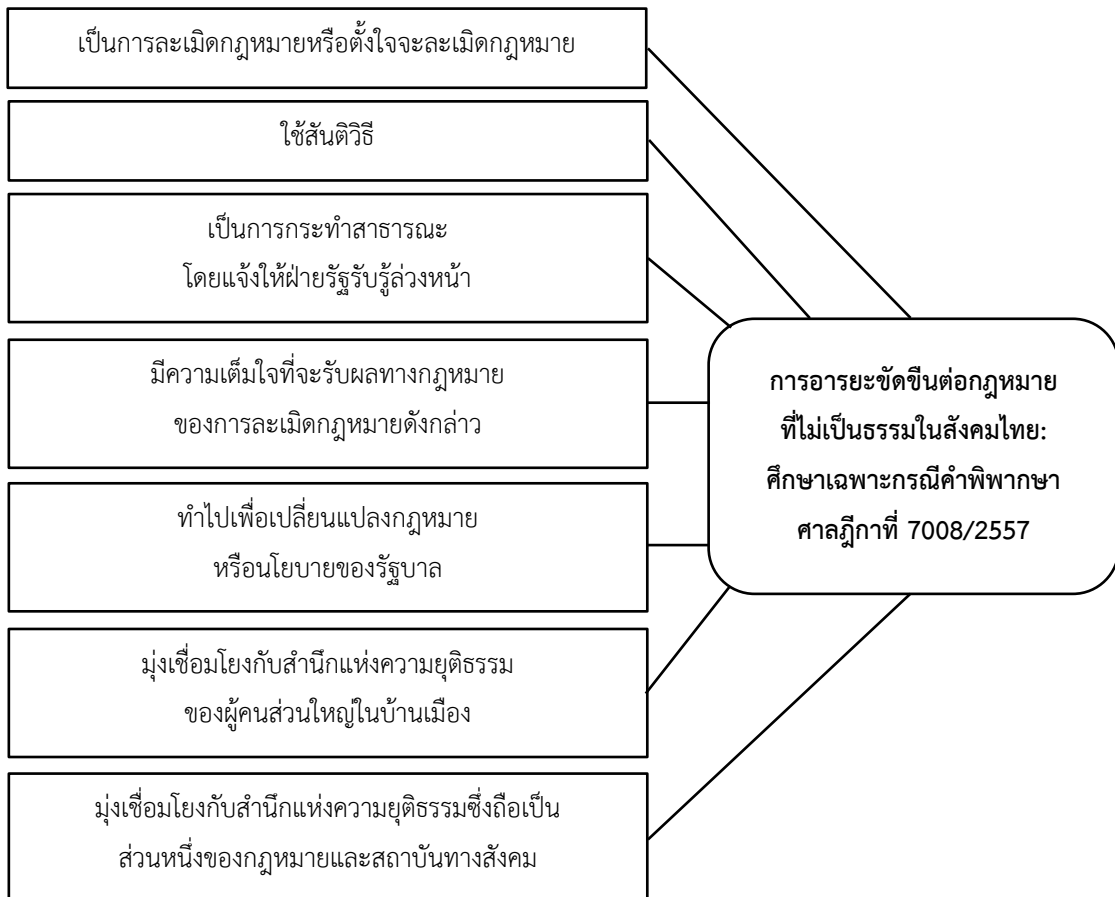 เป็นการละเมิดกฎหมายหรือตั้งใจจะละเมิดกฎหมาย
ใช้สันติวิธี
เป็นการกระทำสาธารณะ
โดยแจ้งให้ฝ่ายรัฐรับรู้ล่วงหน้า
มีความเต็มใจที่จะรับผลทางกฎหมาย
ของการละเมิดกฎหมายดังกล่าว
ทำไปเพื่อเปลี่ยนแปลงกฎหมาย
หรือนโยบายของรัฐบาล
มุ่งเชื่อมโยงกับสำนึกแห่งความยุติธรรม
ของผู้คนส่วนใหญ่ในบ้านเมือง
มุ่งเชื่อมโยงกับสำนึกแห่งความยุติธรรมซึ่งถือเป็น
ส่วนหนึ่งของกฎหมายและสถาบันทางสังคม
การอารยะขัดขืนต่อกฎหมาย
ที่ไม่เป็นธรรมในสังคมไทย:
ศึกษาเฉพาะกรณีคำพิพากษา
ศาลฎีกาที่ 7008/2557